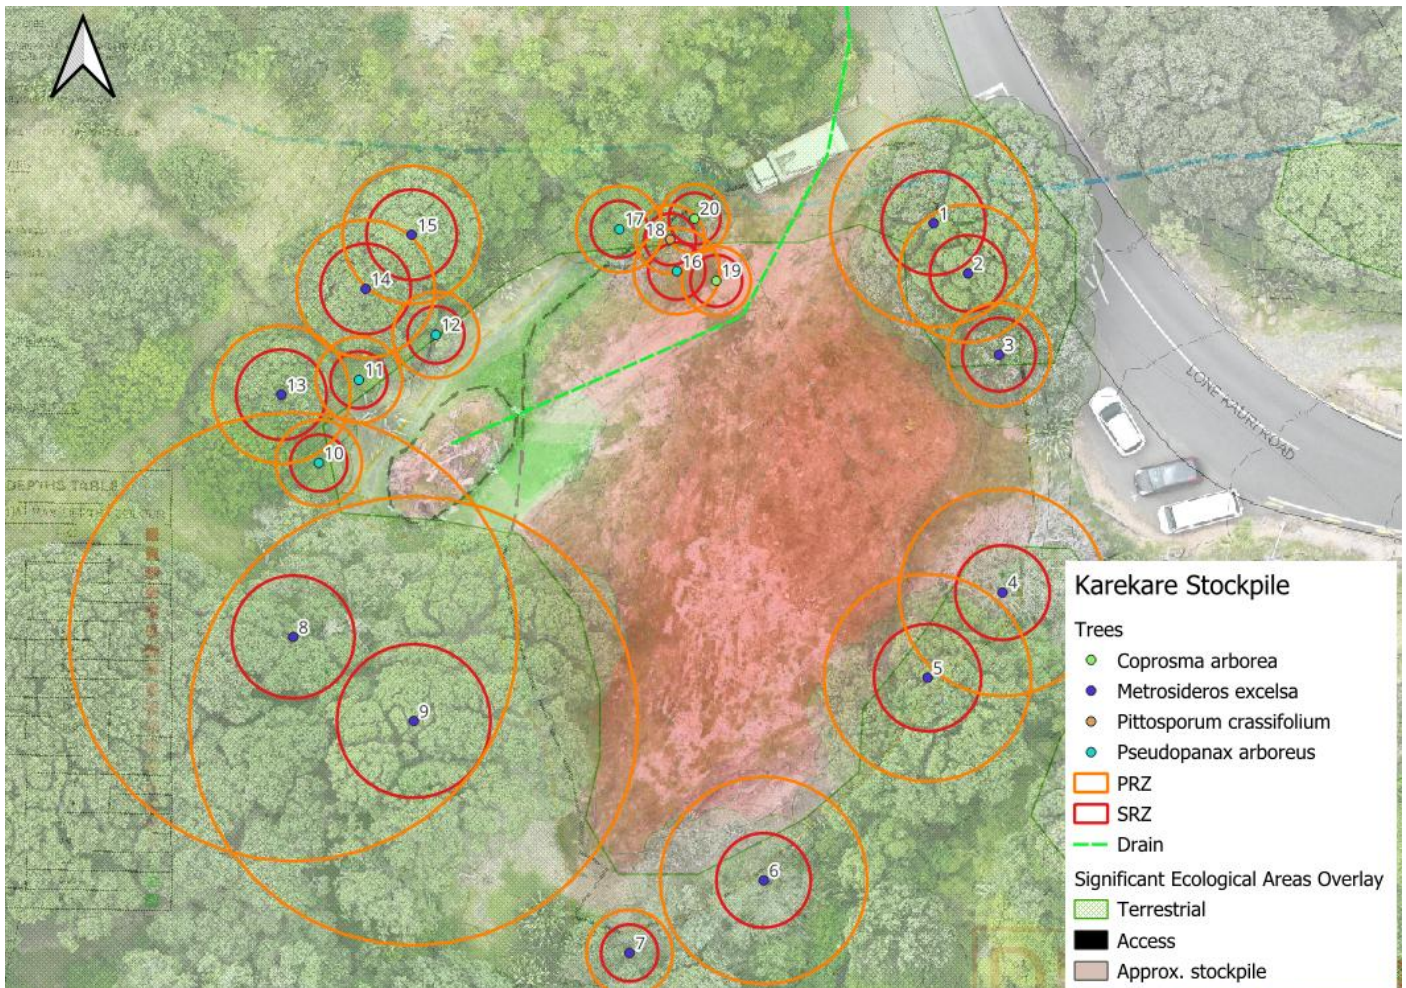 20
17
1
18
15
2
16
19
14
12
3
11
13
LONE KAURI ROAD
10
DEPTHS TABLE
4
Karekare Stockpile
Trees
Coprosma arborea
8
5
Metrosideros excelsa
9
Pittosporum crassifolium
Pseudopanax arboreus
PRZ
SRZ
Drain
6
Significant Ecological Areas Overlay
Terrestrial
7
Access
Approx. stockpile